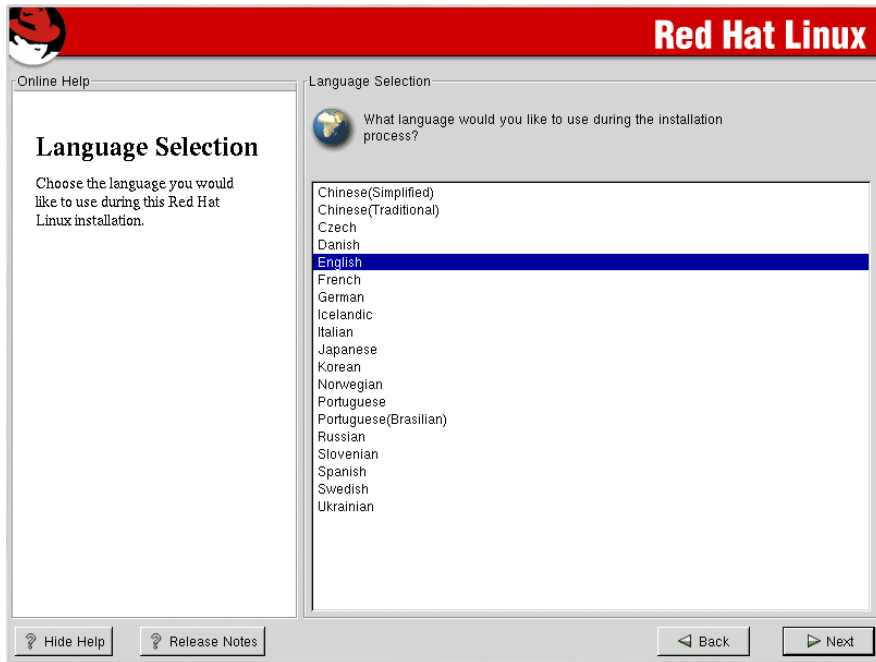 Red Hat Linux
Online Help
Language Selection
Choose the language you would
like to use during this Red Hat
Linux installation.
Language Selection
What language would you like to use during the installation
process?
Chinese(Simplified)
Chinese(Traditional)
Czech
Danish
English
French
German
Icelandic
Italian
Japanese
Korean
Norwegian
Portuguese
Portuguese(Brasilian)
Russian
Slovenian
Spanish
Swedish
Ukrainian
? Hide Help
? Release Notes
Back
Next